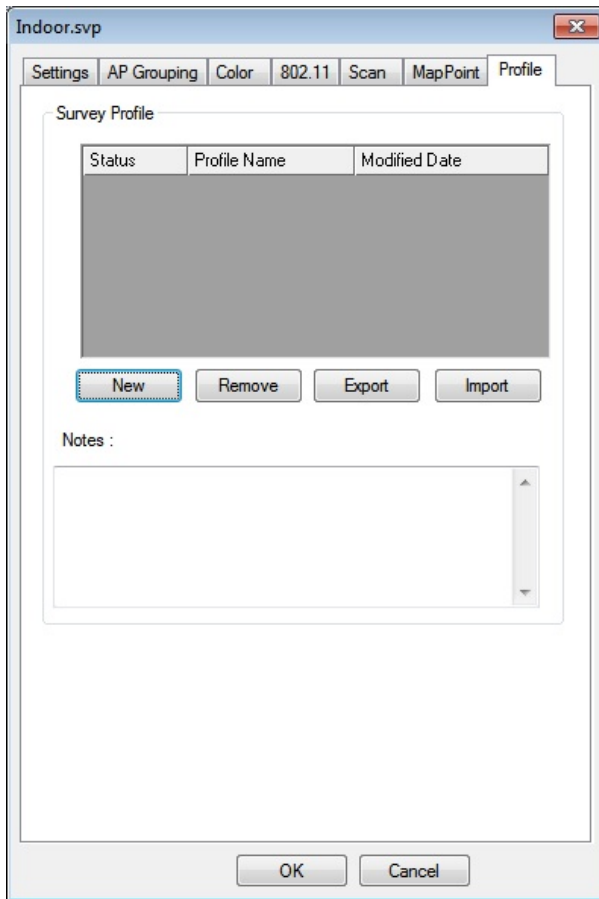 Indoor.svp
Settings AP Grouping Color 802.11 Scan MapPoint Profile
Survey Profile
Status Profile Name Modified Date
New Remove Export Import
Notes :
OK Cancel